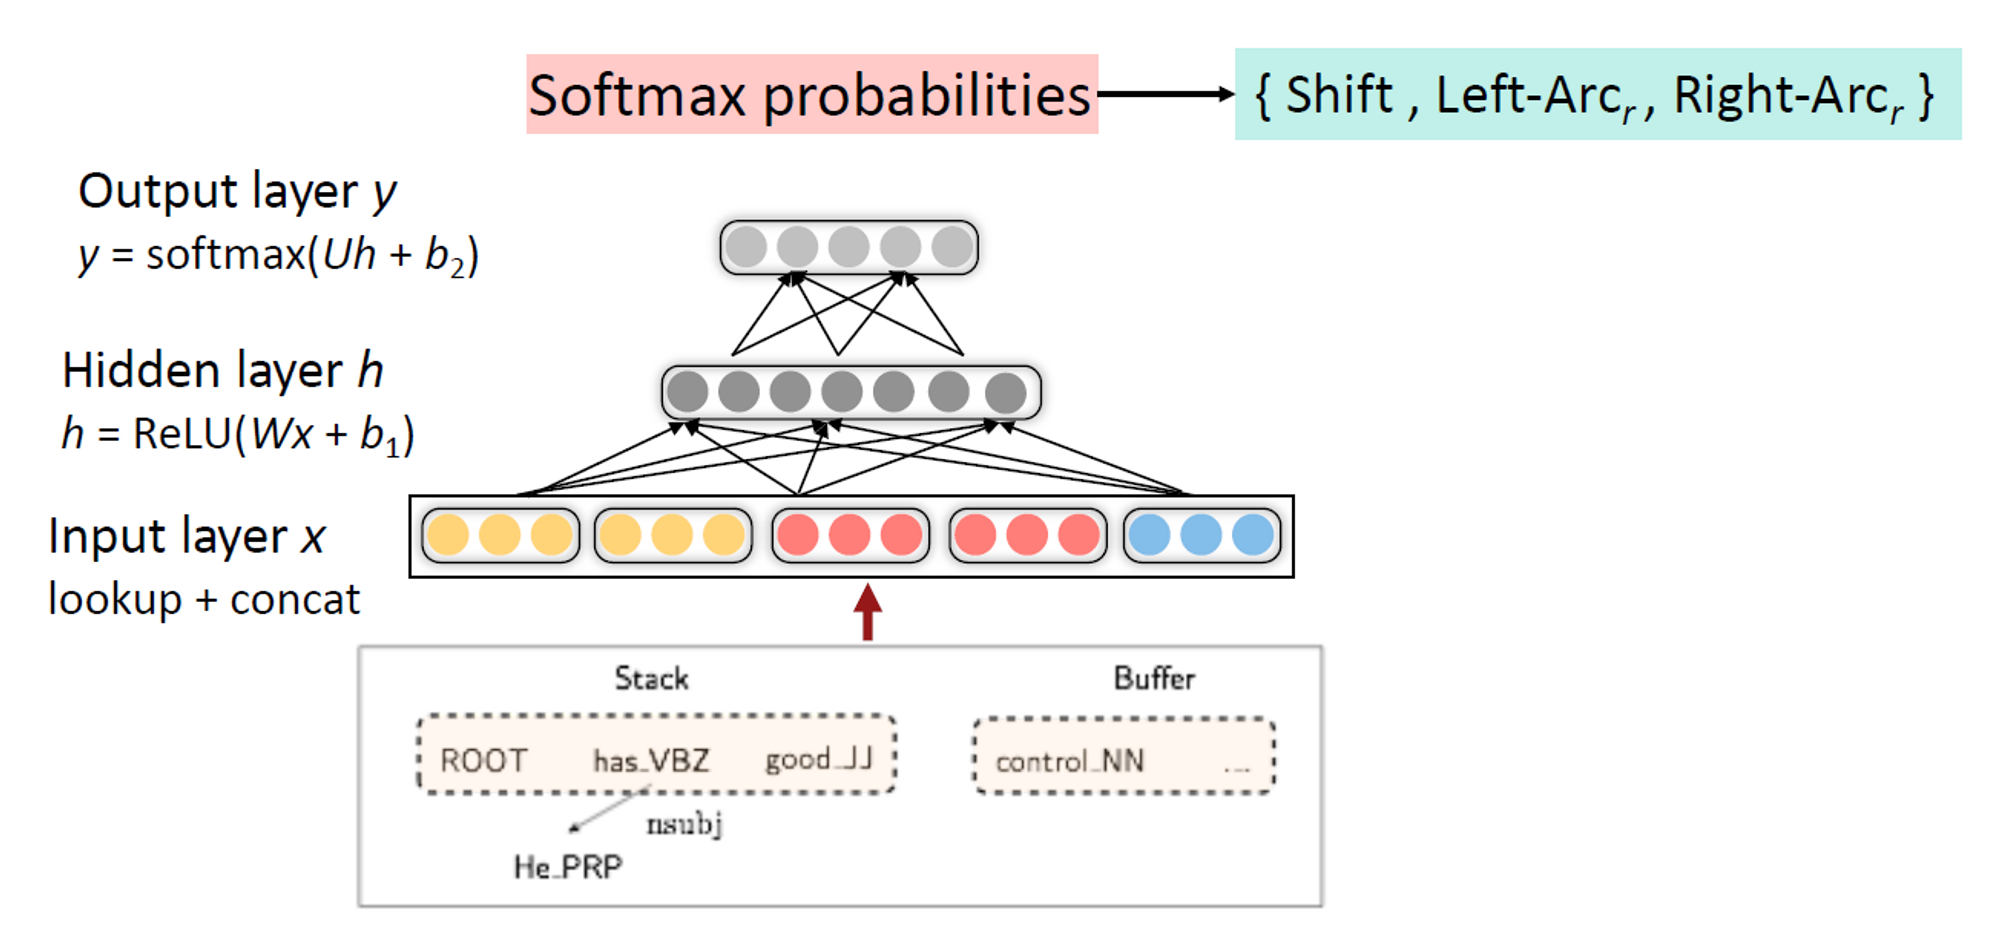 Softmax probabilities
{ Shift , Left-Arcᵣ , Right-Arcᵣ }
Output layer y
y = softmax(Uh + b₂)
Hidden layer h
h = ReLU(Wx + b₁)
Input layer x
lookup + concat
Stack
Buffer
ROOT has_VBZ good_JJ
control_NN ...
nsubj
He_PRP